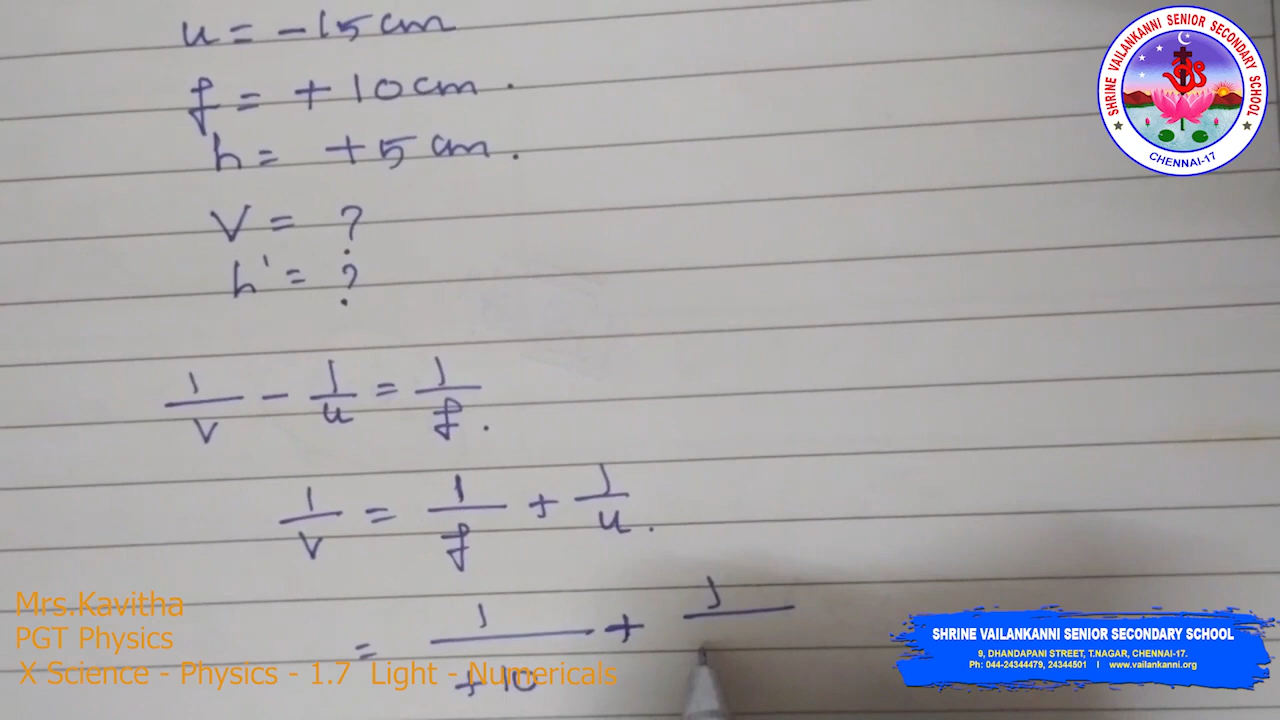 u = -15 cm
f = +10 cm.
h = +5 cm.
V = ?
h' = ?
1/v - 1/u = 1/f.
1/v = 1/f + 1/u.
= 1/+10 + 1/
Mrs.Kavitha
PGT Physics
X Science - Physics - 1.7 Light - Numericals
SHRINE VAILANKANNI SENIOR SECONDARY SCHOOL
CHENNAI-17
SHRINE VAILANKANNI SENIOR SECONDARY SCHOOL
9, DHANDAPANI STREET, T.NAGAR, CHENNAI-17.
Ph: 044-24344479, 24344501 | www.vailankanni.org